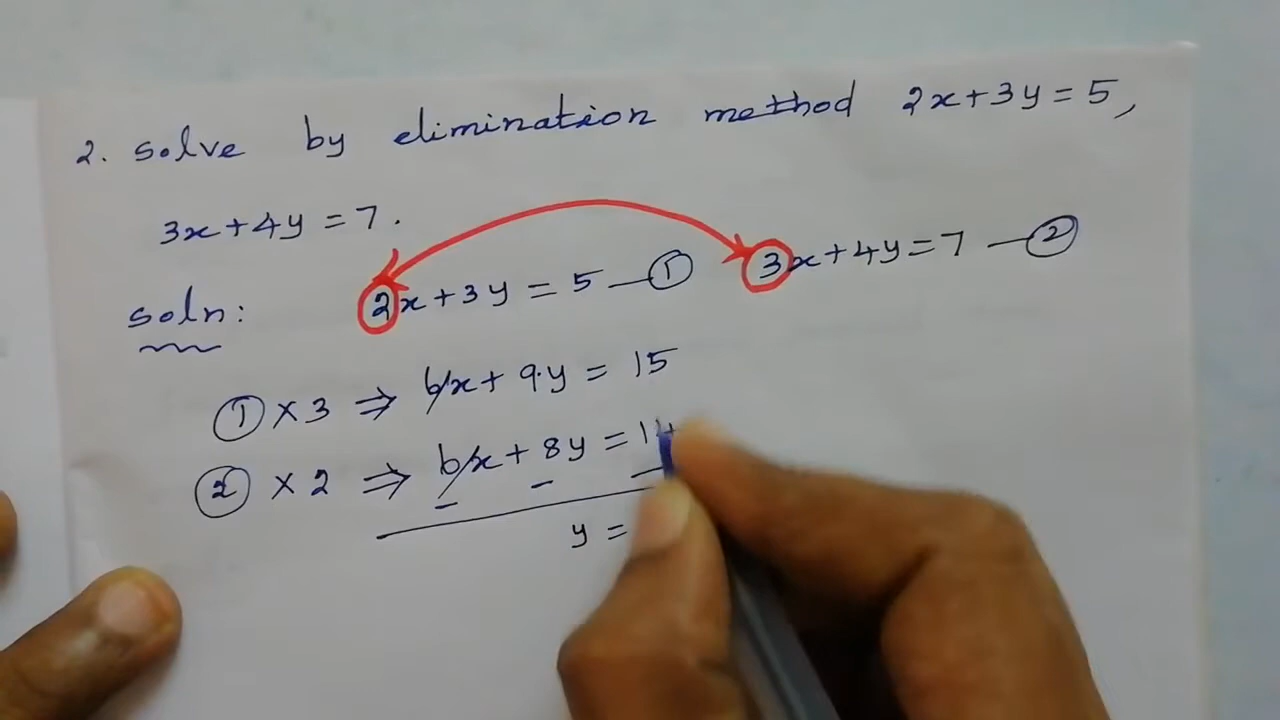 2. solve by elimination method 2x+3y=5,
3x+4y=7.
soln: 2x+3y=5—① 3x+4y=7—②
①×3 ⇒ 6x+9y=15
②×2 ⇒ 6x+8y=14
- - -
y=